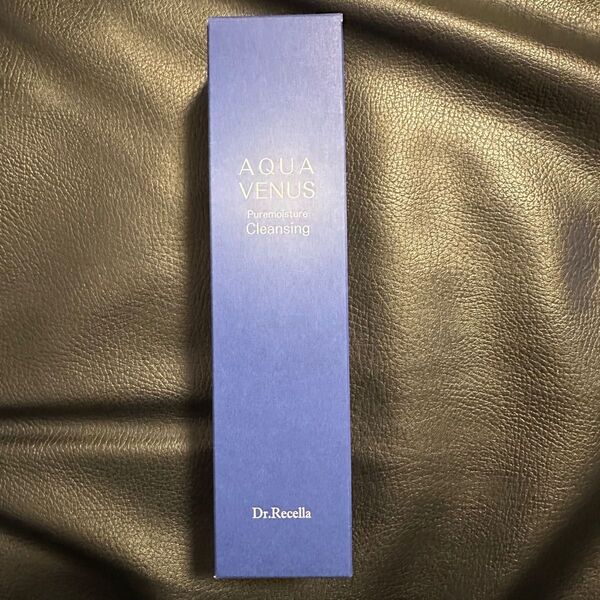 AQUA
VENUS
Puremoisture
Cleansing
Dr.Recella